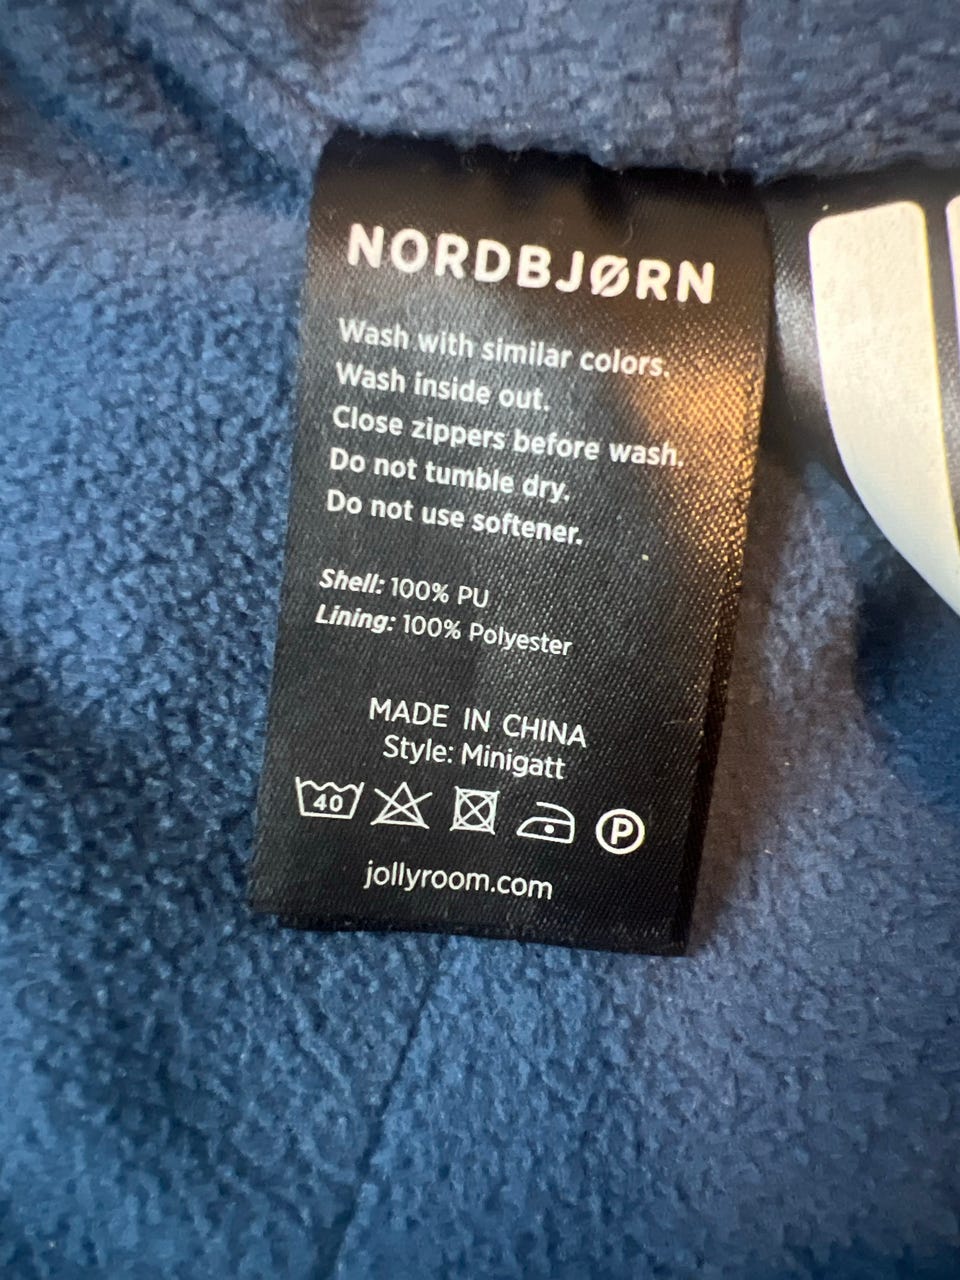 NORDBJØRN
Wash with similar colors.
Wash inside out.
Close zippers before wash.
Do not tumble dry.
Do not use softener.
Shell: 100% PU
Lining: 100% Polyester
MADE IN CHINA
Style: Minigatt
40
P
jollyroom.com